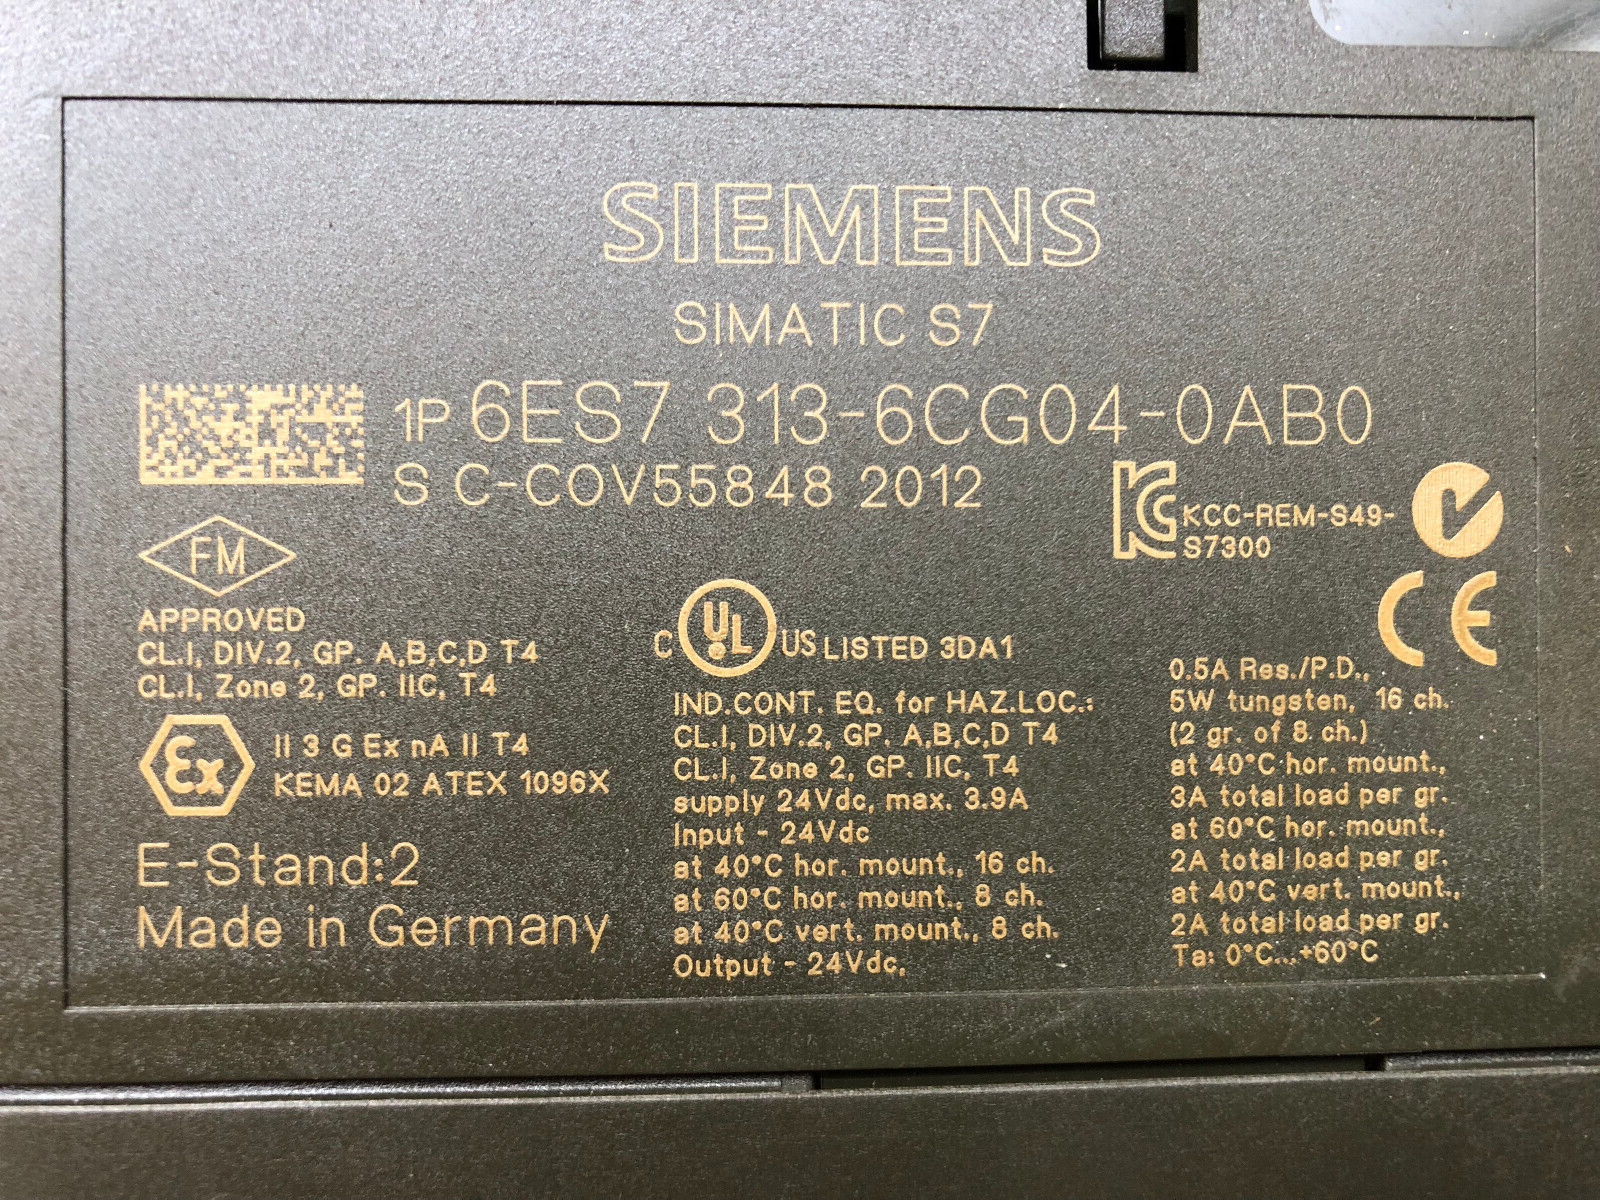 SIEMENS
SIMATIC S7
1P 6ES7 313-6CG04-0AB0
S C-COV55848 2012
KCC-REM-S49-
S7300
FM
APPROVED
CL.I, DIV.2, GP. A,B,C,D T4
CL.I, Zone 2, GP. IIC, T4
Ex II 3 G Ex nA II T4
KEMA 02 ATEX 1096X
E-Stand:2
Made in Germany
C UL US LISTED 3DA1
IND.CONT. EQ. for HAZ.LOC.:
CL.I, DIV.2, GP. A,B,C,D T4
CL.I, Zone 2, GP. IIC, T4
supply 24Vdc, max. 3.9A
Input - 24Vdc
at 40°C hor. mount., 16 ch.
at 60°C hor. mount., 8 ch.
at 40°C vert. mount., 8 ch.
Output - 24Vdc,
CE
0.5A Res./P.D.,
5W tungsten, 16 ch.
(2 gr. of 8 ch.)
at 40°C hor. mount.,
3A total load per gr.
at 60°C hor. mount.,
2A total load per gr.
at 40°C vert. mount.,
2A total load per gr.
Ta: 0°C...+60°C